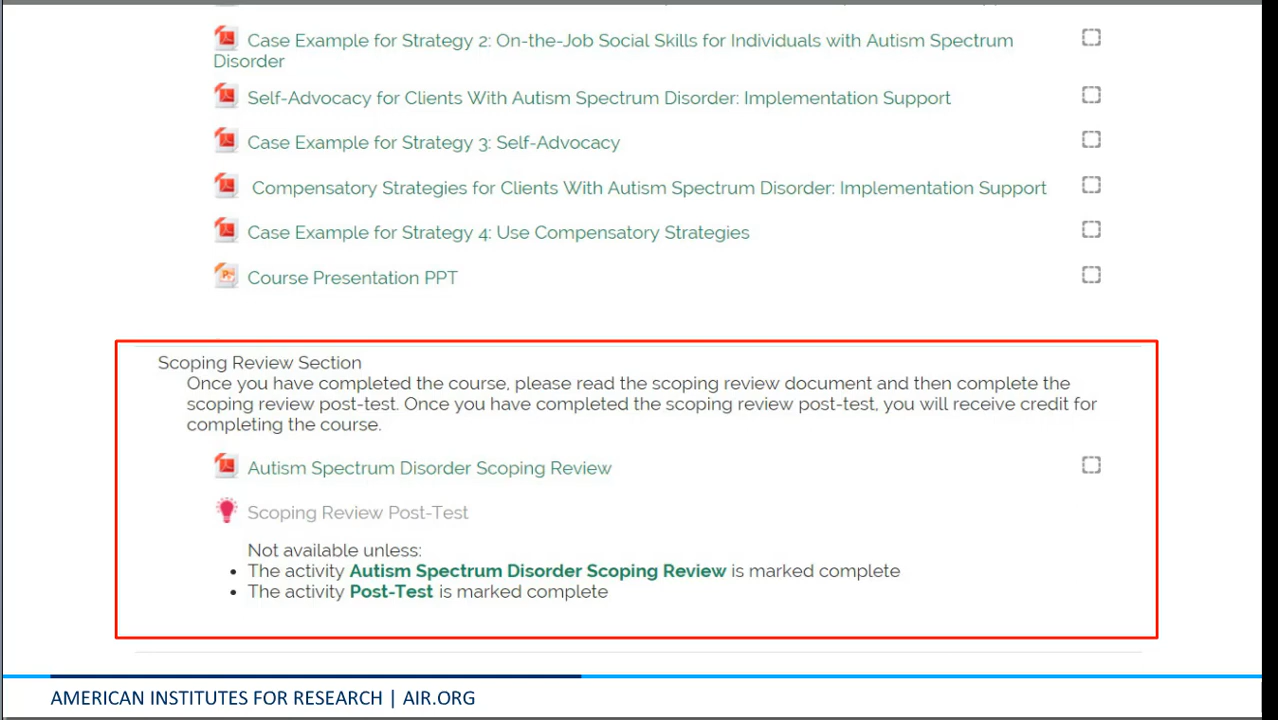 Case Example for Strategy 2: On-the-Job Social Skills for Individuals with Autism Spectrum
Disorder
Self-Advocacy for Clients With Autism Spectrum Disorder: Implementation Support
Case Example for Strategy 3: Self-Advocacy
Compensatory Strategies for Clients With Autism Spectrum Disorder: Implementation Support
Case Example for Strategy 4: Use Compensatory Strategies
Course Presentation PPT
Scoping Review Section
Once you have completed the course, please read the scoping review document and then complete the
scoping review post-test. Once you have completed the scoping review post-test, you will receive credit for
completing the course.
Autism Spectrum Disorder Scoping Review
Scoping Review Post-Test
Not available unless:
• The activity Autism Spectrum Disorder Scoping Review is marked complete
• The activity Post-Test is marked complete
AMERICAN INSTITUTES FOR RESEARCH | AIR.ORG